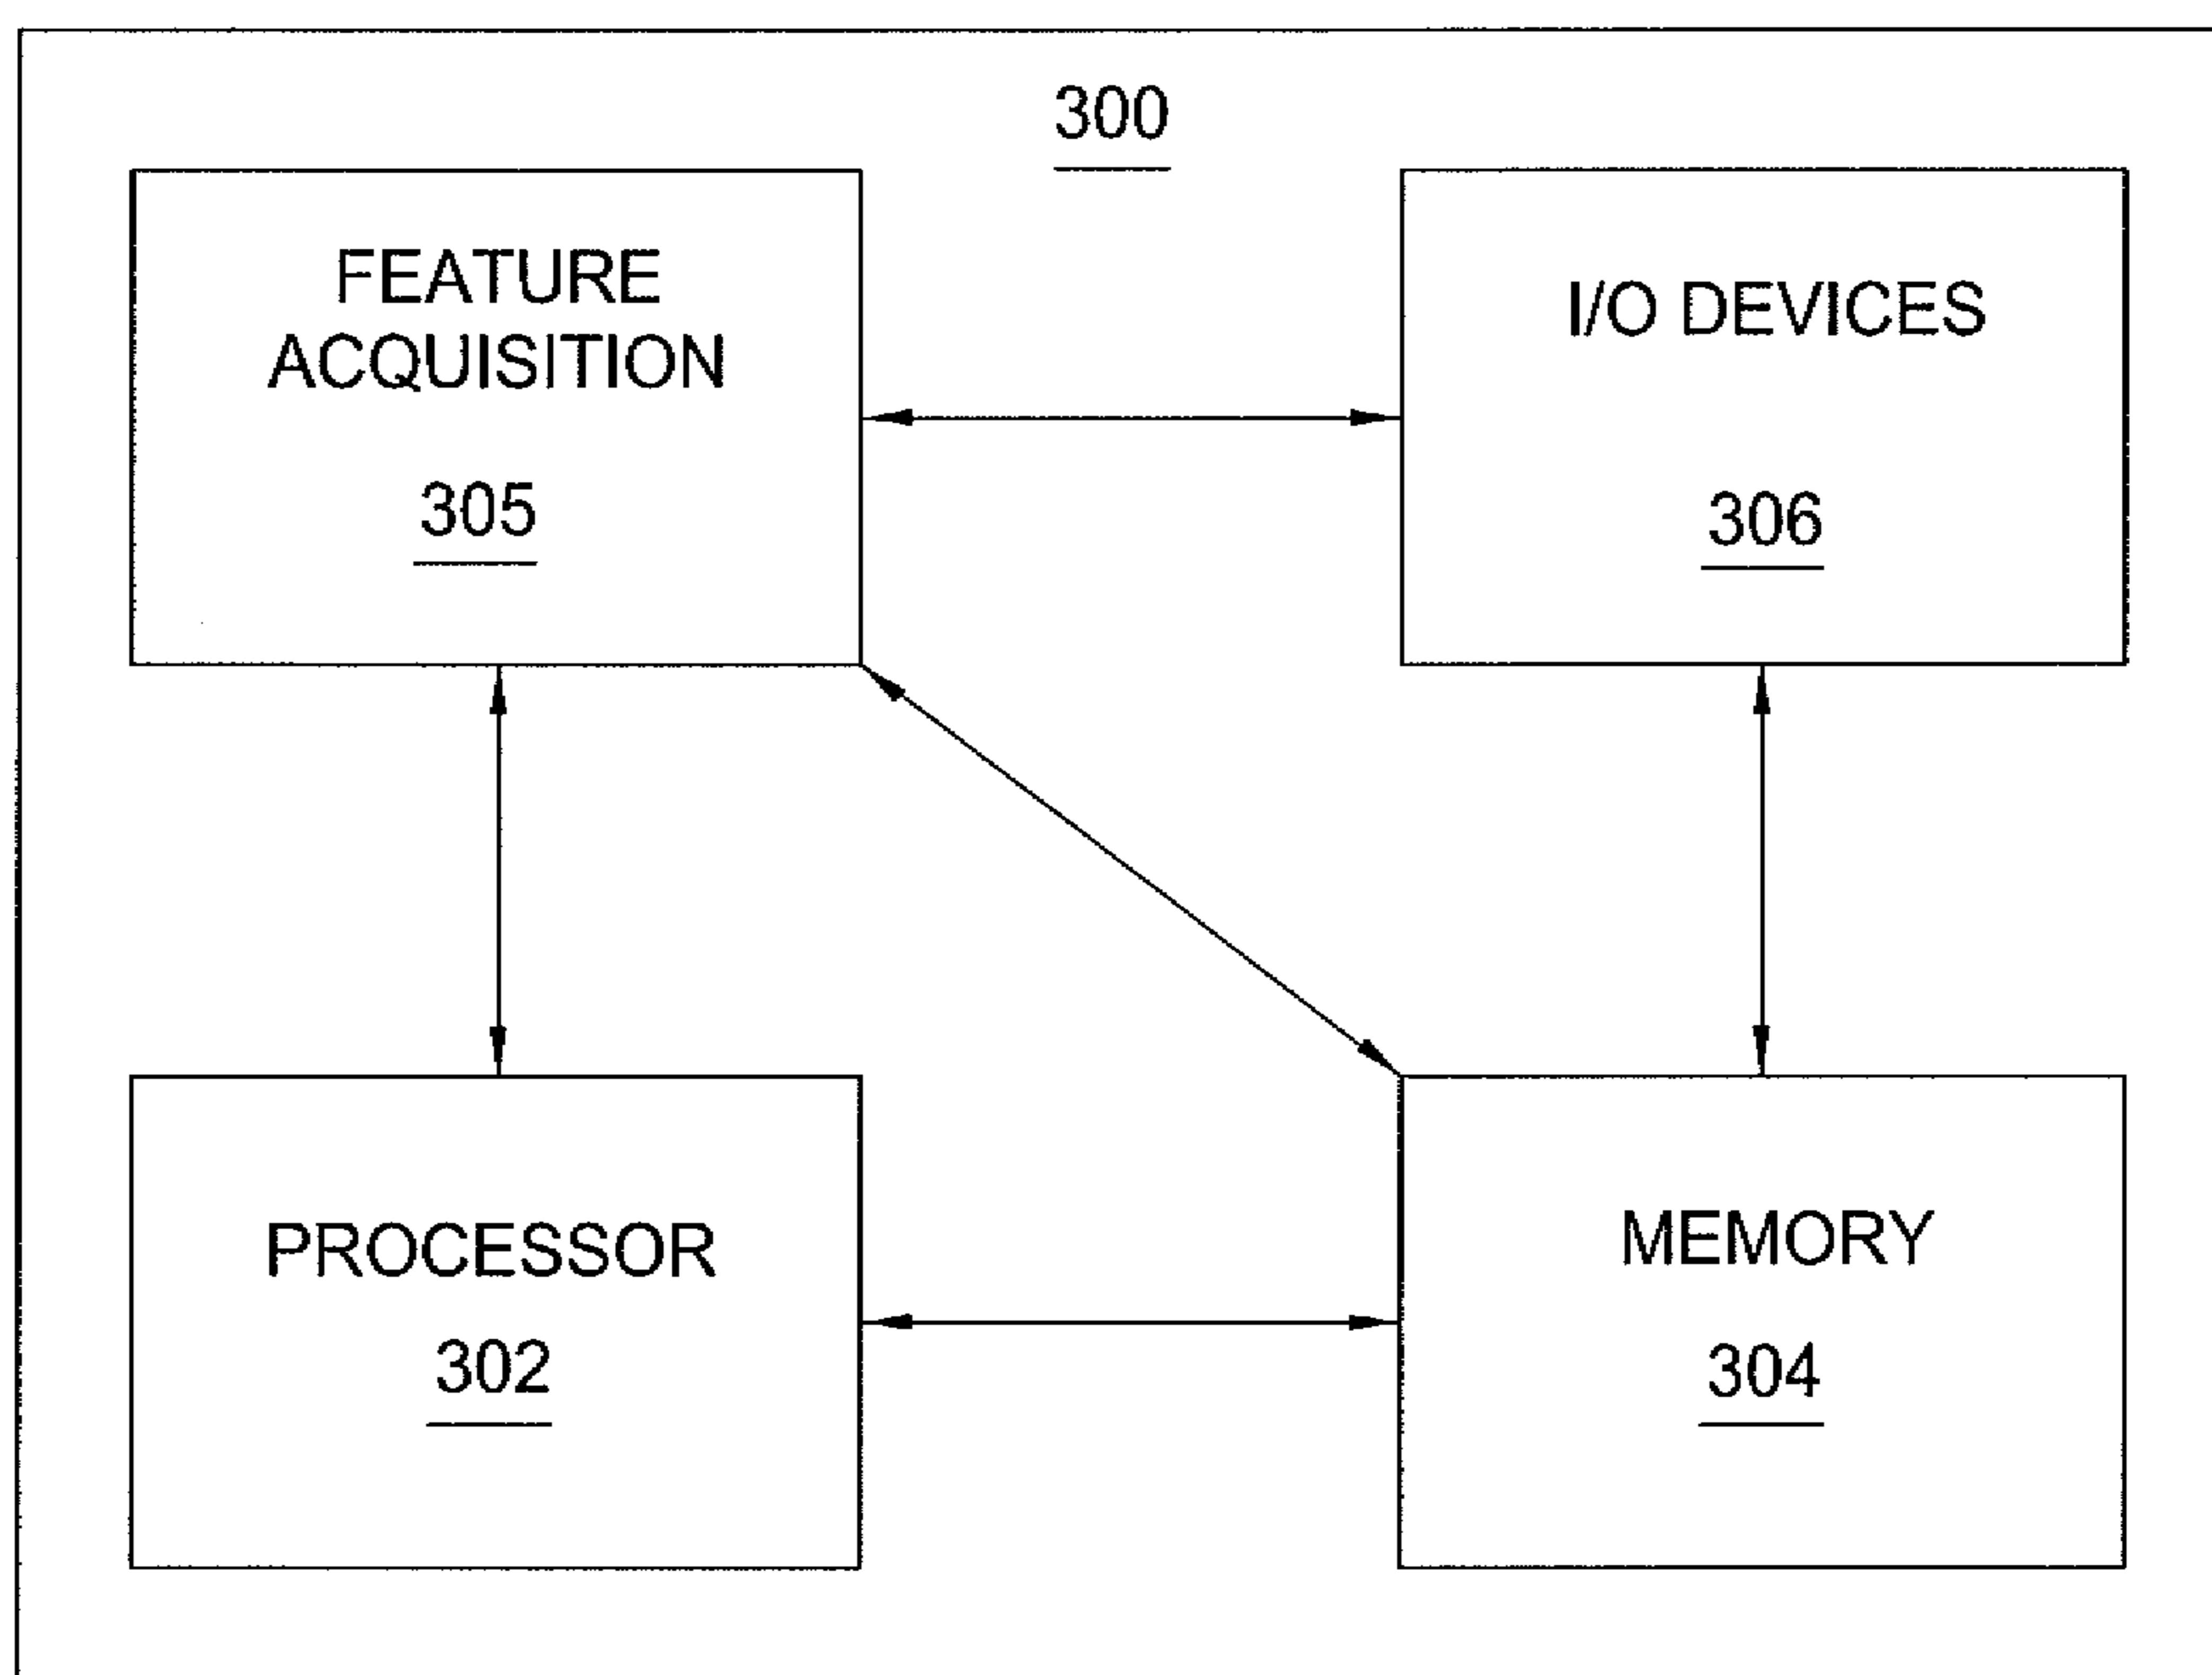 300
FEATURE
ACQUISITION
305
I/O DEVICES
306
PROCESSOR
302
MEMORY
304